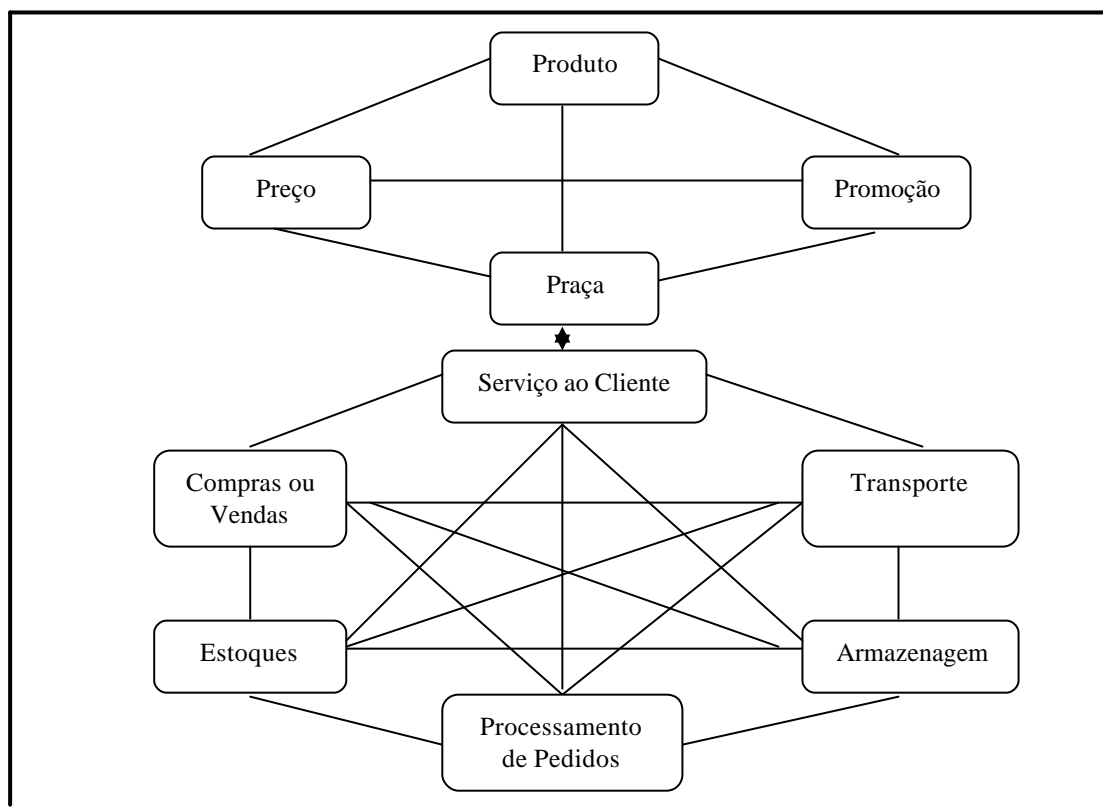 Produto
Preço
Promoção
Praça
Serviço ao Cliente
Compras ou
Vendas
Transporte
Estoques
Armazenagem
Processamento
de Pedidos